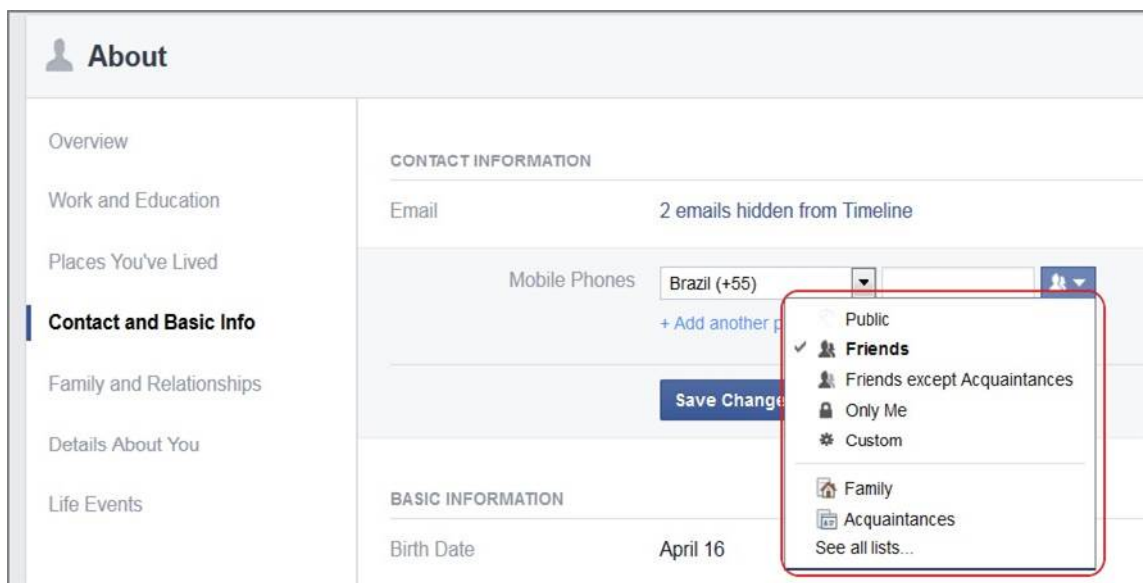 About
Overview
Work and Education
Places You've Lived
Contact and Basic Info
Family and Relationships
Details About You
Life Events
CONTACT INFORMATION
Email 2 emails hidden from Timeline
Mobile Phones Brazil (+55)
+ Add another p
Save Change
Public
Friends
Friends except Acquaintances
Only Me
Custom
Family
Acquaintances
See all lists...
BASIC INFORMATION
Birth Date April 16